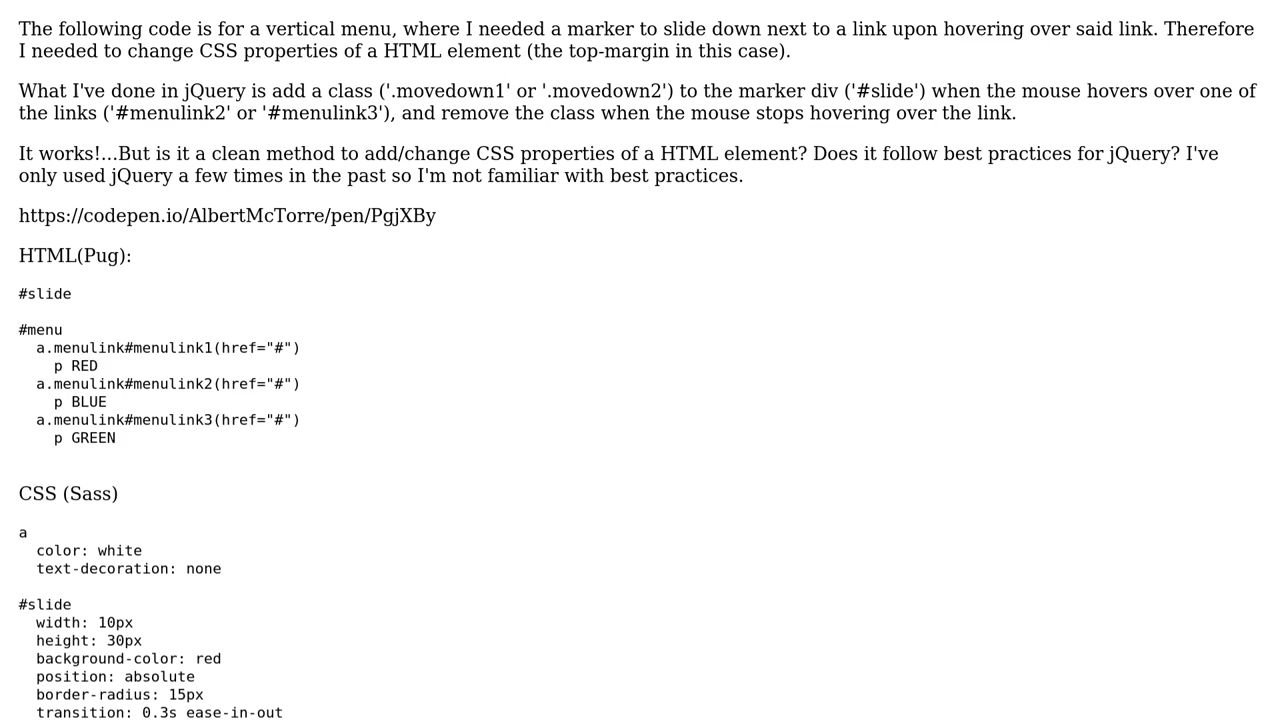 The following code is for a vertical menu, where I needed a marker to slide down next to a link upon hovering over said link. Therefore
I needed to change CSS properties of a HTML element (the top-margin in this case).
What I've done in jQuery is add a class ('.movedown1' or '.movedown2') to the marker div ('#slide') when the mouse hovers over one of
the links ('#menulink2' or '#menulink3'), and remove the class when the mouse stops hovering over the link.
It works!...But is it a clean method to add/change CSS properties of a HTML element? Does it follow best practices for jQuery? I've
only used jQuery a few times in the past so I'm not familiar with best practices.
https://codepen.io/AlbertMcTorre/pen/PgjXBy
HTML(Pug):
#slide
#menu
  a.menulink#menulink1(href="#")
    p RED
  a.menulink#menulink2(href="#")
    p BLUE
  a.menulink#menulink3(href="#")
    p GREEN
CSS (Sass)
a
  color: white
  text-decoration: none
#slide
  width: 10px
  height: 30px
  background-color: red
  position: absolute
  border-radius: 15px
  transition: 0.3s ease-in-out